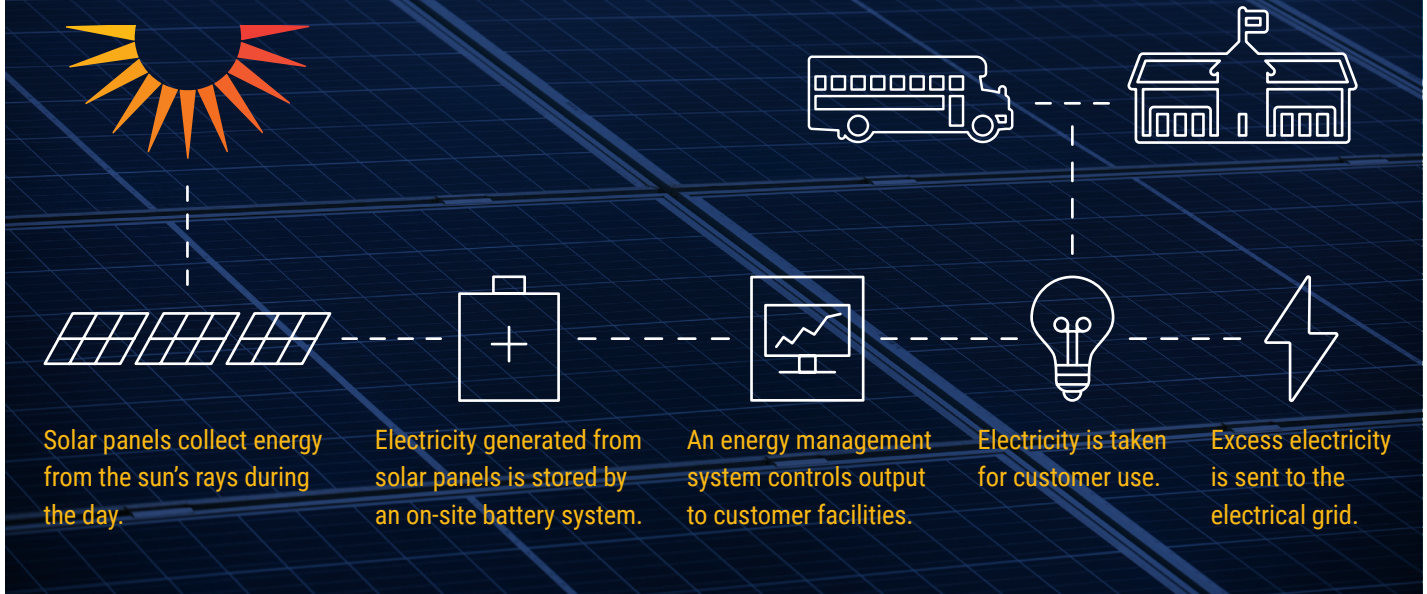 Solar panels collect energy
from the sun’s rays during
the day.
Electricity generated from
solar panels is stored by
an on-site battery system.
An energy management
system controls output
to customer facilities.
Electricity is taken
for customer use.
Excess electricity
is sent to the
electrical grid.